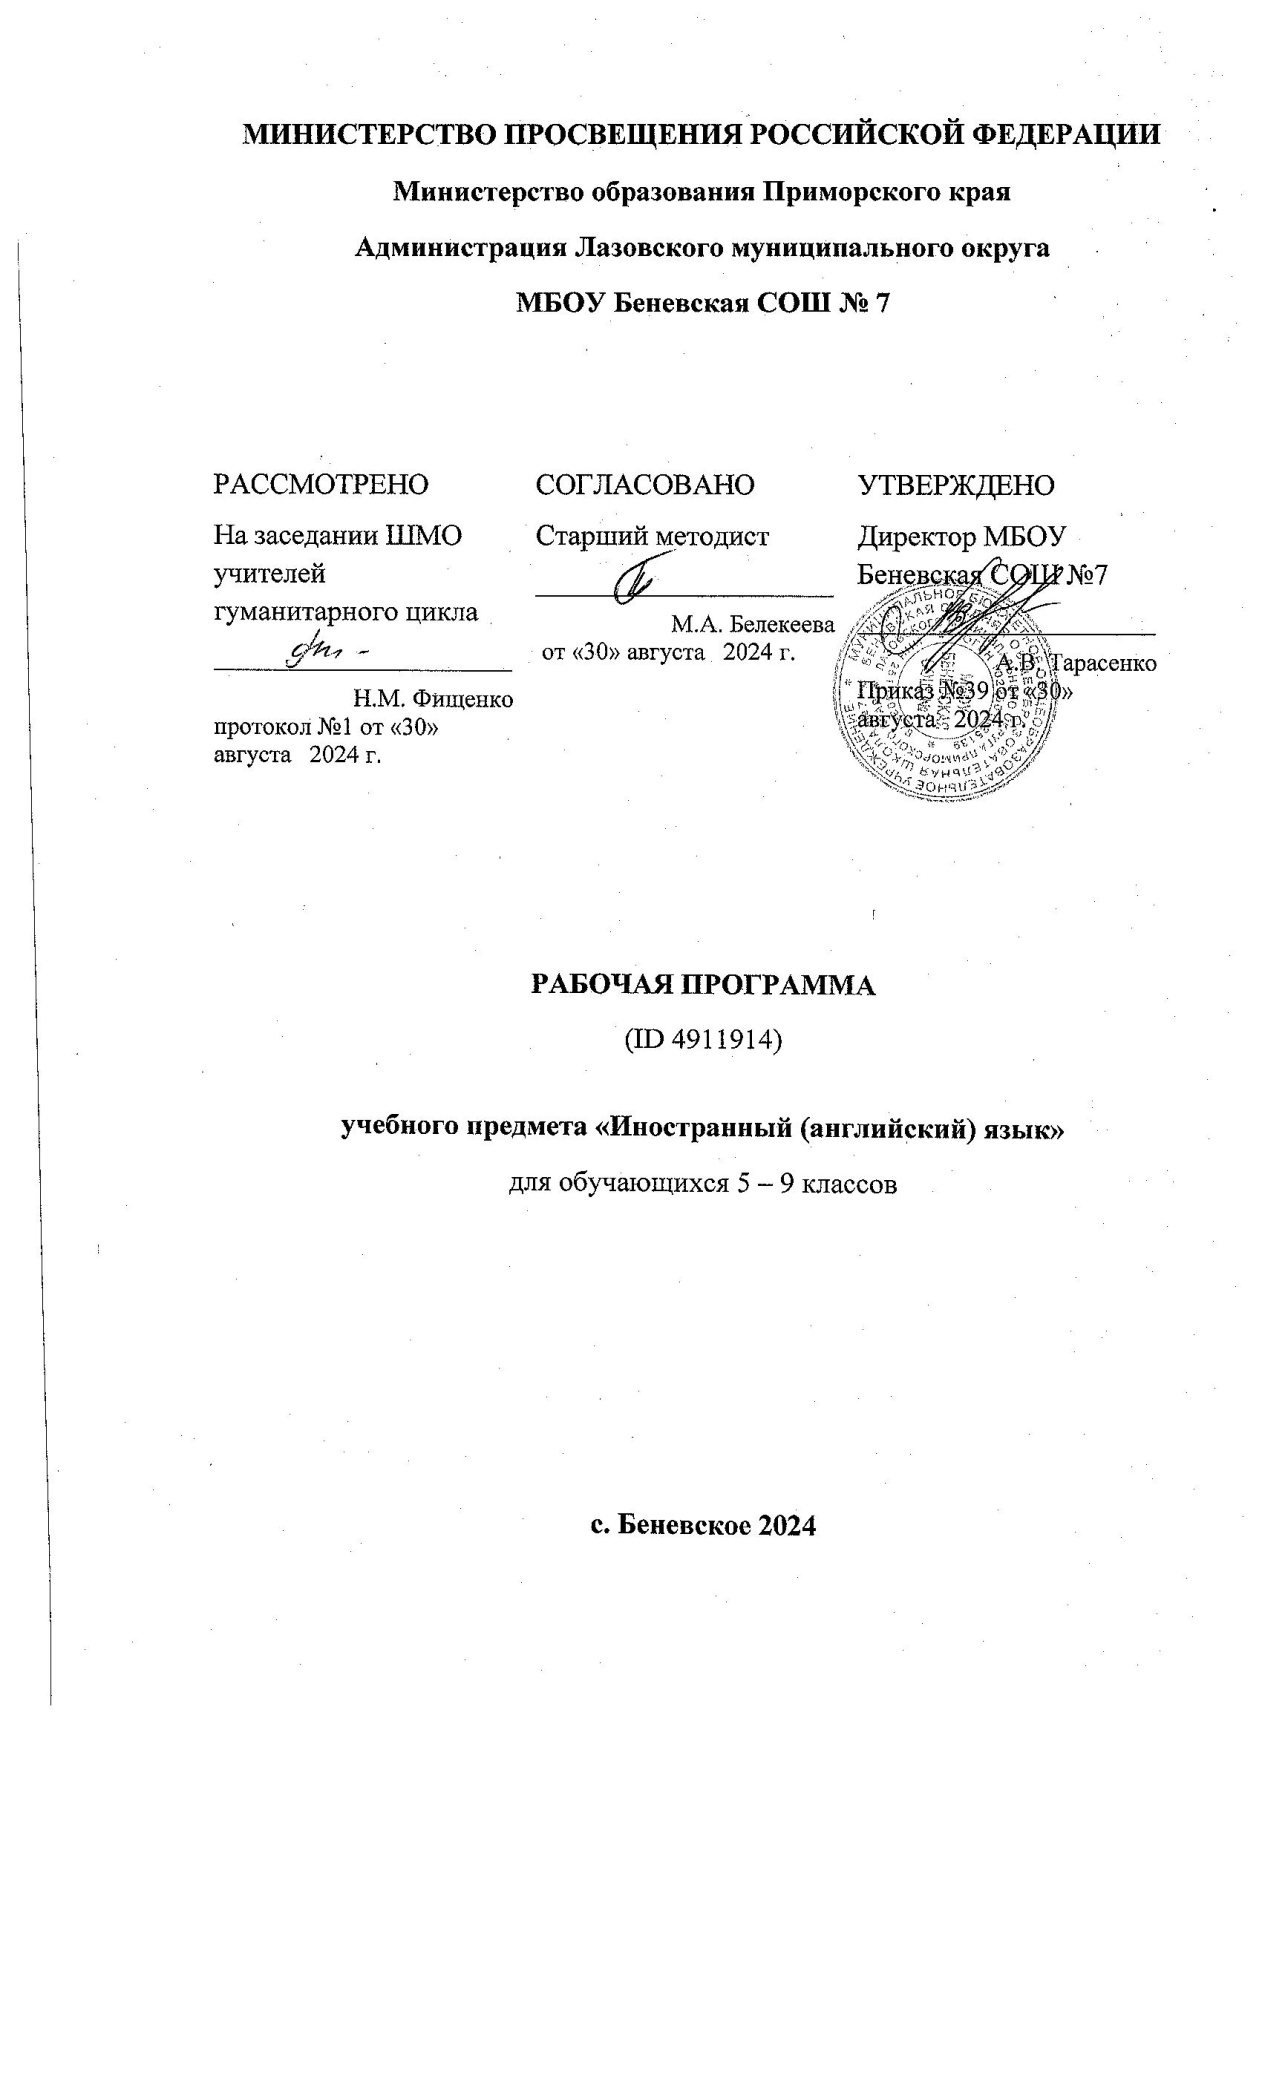 МИНИСТЕРСТВО ПРОСВЕЩЕНИЯ РОССИЙСКОЙ ФЕДЕРАЦИИ
Министерство образования Приморского края
Администрация Лазовского муниципального округа
МБОУ Беневская СОШ № 7
РАССМОТРЕНО
На заседании ШМО
учителей
гуманитарного цикла
Н.М. Фищенко
протокол №1 от «30»
августа 2024 г.
СОГЛАСОВАНО
Старший методист
М.А. Белекеева
от «30» августа 2024 г.
УТВЕРЖДЕНО
Директор МБОУ
Беневская СОШ №7
А.В. Тарасенко
Приказ №39 от «30»
августа 2024 г.
РАБОЧАЯ ПРОГРАММА
(ID 4911914)
учебного предмета «Иностранный (английский) язык»
для обучающихся 5 – 9 классов
с. Беневское 2024